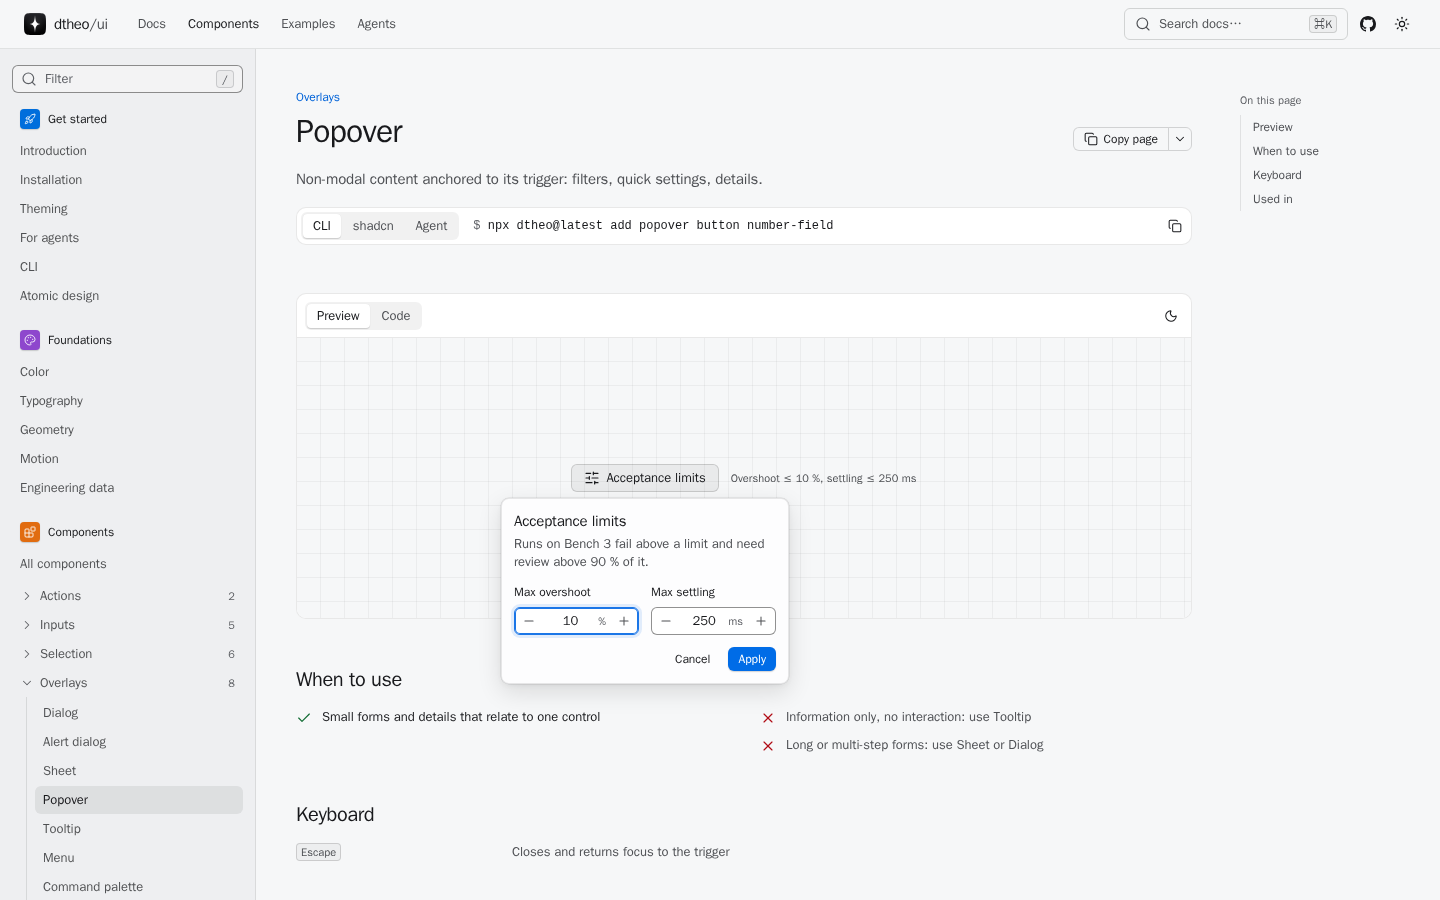 dtheo/ui
Docs
Components
Examples
Agents
Search docs···
⌘K
Filter
/
Get started
Introduction
Installation
Theming
For agents
CLI
Atomic design
Foundations
Color
Typography
Geometry
Motion
Engineering data
Components
All components
Actions 2
Inputs 5
Selection 6
Overlays 8
Dialog
Alert dialog
Sheet
Popover
Tooltip
Menu
Command palette
Overlays
Popover
Copy page
Non-modal content anchored to its trigger: filters, quick settings, details.
CLI
shadcn
Agent
$ npx dtheo@latest add popover button number-field
Preview
Code
Acceptance limits
Overshoot ≤ 10 %, settling ≤ 250 ms
Acceptance limits
Runs on Bench 3 fail above a limit and need
review above 90 % of it.
Max overshoot
Max settling
10 %
250 ms
Cancel
Apply
When to use
Small forms and details that relate to one control
Information only, no interaction: use Tooltip
Long or multi-step forms: use Sheet or Dialog
Keyboard
Escape
Closes and returns focus to the trigger
On this page
Preview
When to use
Keyboard
Used in